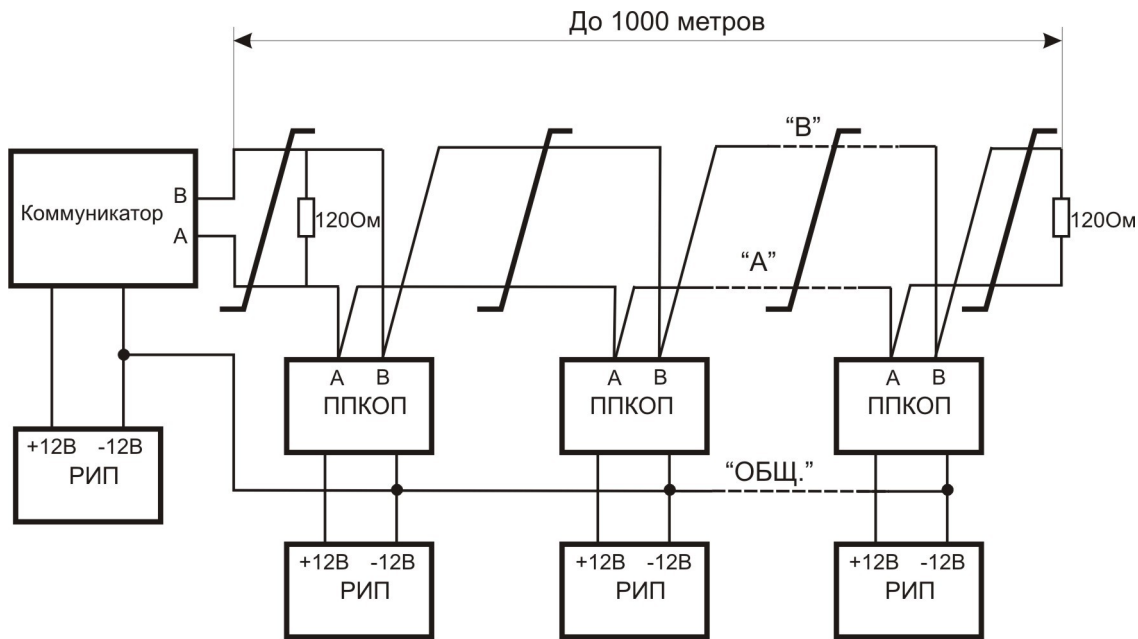 До 1000 метров
“В”
В
Коммуникатор
А
120Ом
120Ом
“А”
А В
ППКОП
А В
ППКОП
А В
ППКОП
+12В -12В
РИП
“ОБЩ.”
+12В -12В
РИП
+12В -12В
РИП
+12В -12В
РИП